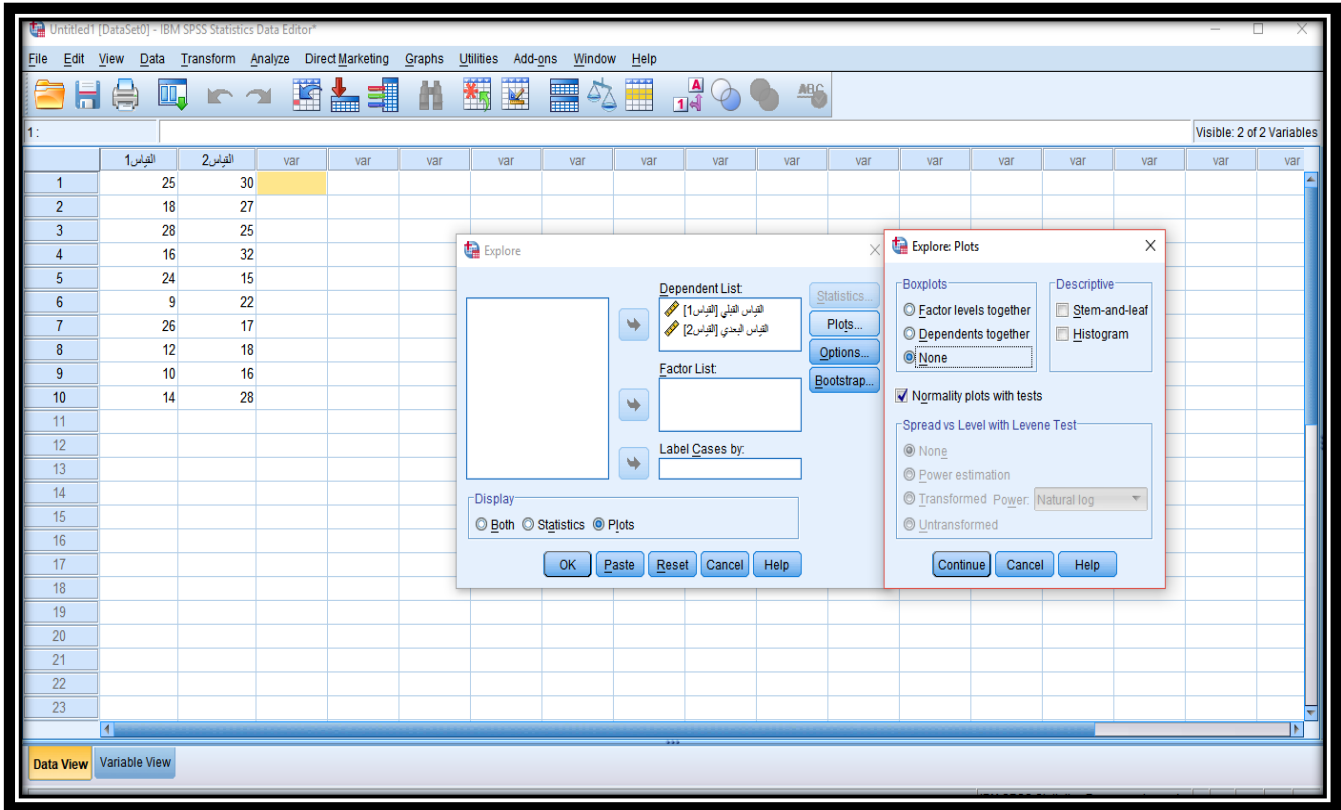 Untitled1 [DataSet0] - IBM SPSS Statistics Data Editor*
File Edit View Data Transform Analyze Direct Marketing Graphs Utilities Add-ons Window Help
1 :
Visible: 2 of 2 Variables
القياس1 القياس2 var var var var var var var var var var var var var var var
1 25 30
2 18 27
3 28 25
4 16 32
5 24 15
6 9 22
7 26 17
8 12 18
9 10 16
10 14 28
11
12
13
14
15
16
17
18
19
20
21
22
23
Explore
Dependent List:
القياس القبلي [القياس1]
القياس البعدي [القياس2]
Factor List:
Label Cases by:
Statistics...
Plots...
Options...
Bootstrap...
Display
Both Statistics Plots
OK Paste Reset Cancel Help
Explore: Plots
Boxplots
Factor levels together
Dependents together
None
Descriptive
Stem-and-leaf
Histogram
Normality plots with tests
Spread vs Level with Levene Test
None
Power estimation
Transformed Power: Natural log
Untransformed
Continue Cancel Help
Data View Variable View